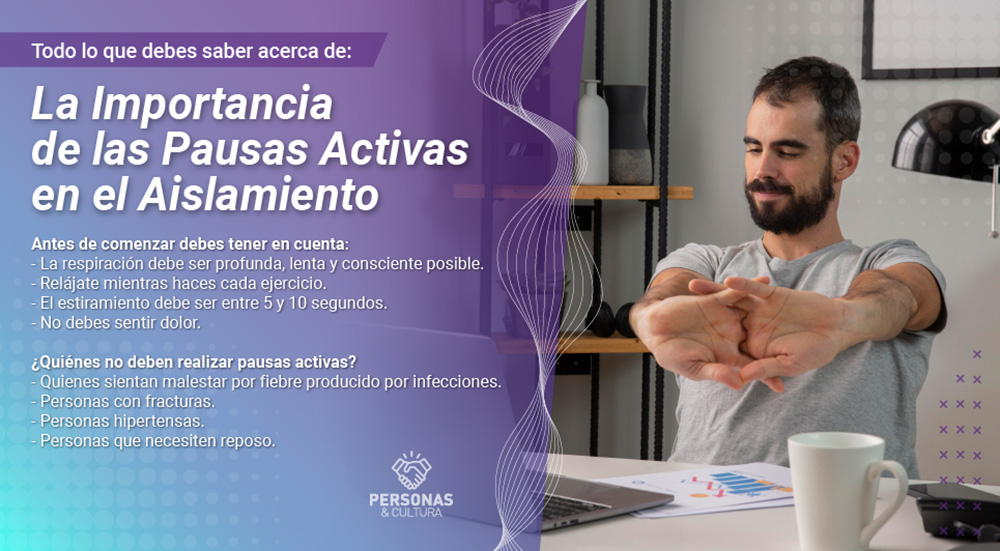 Todo lo que debes saber acerca de:
La Importancia
de las Pausas Activas
en el Aislamiento
Antes de comenzar debes tener en cuenta:
- La respiración debe ser profunda, lenta y consciente posible.
- Relájate mientras haces cada ejercicio.
- El estiramiento debe ser entre 5 y 10 segundos.
- No debes sentir dolor.
¿Quiénes no deben realizar pausas activas?
- Quienes sientan malestar por fiebre producido por infecciones.
- Personas con fracturas.
- Personas hipertensas.
- Personas que necesiten reposo.
PERSONAS
& CULTURA